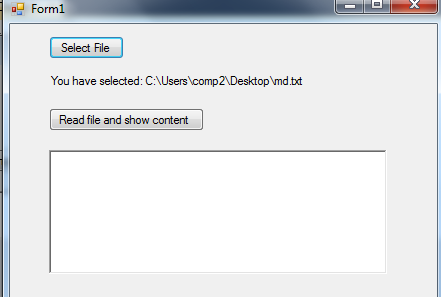 Form1
Select File
You have selected: C:\Users\comp2\Desktop\md.txt
Read file and show content